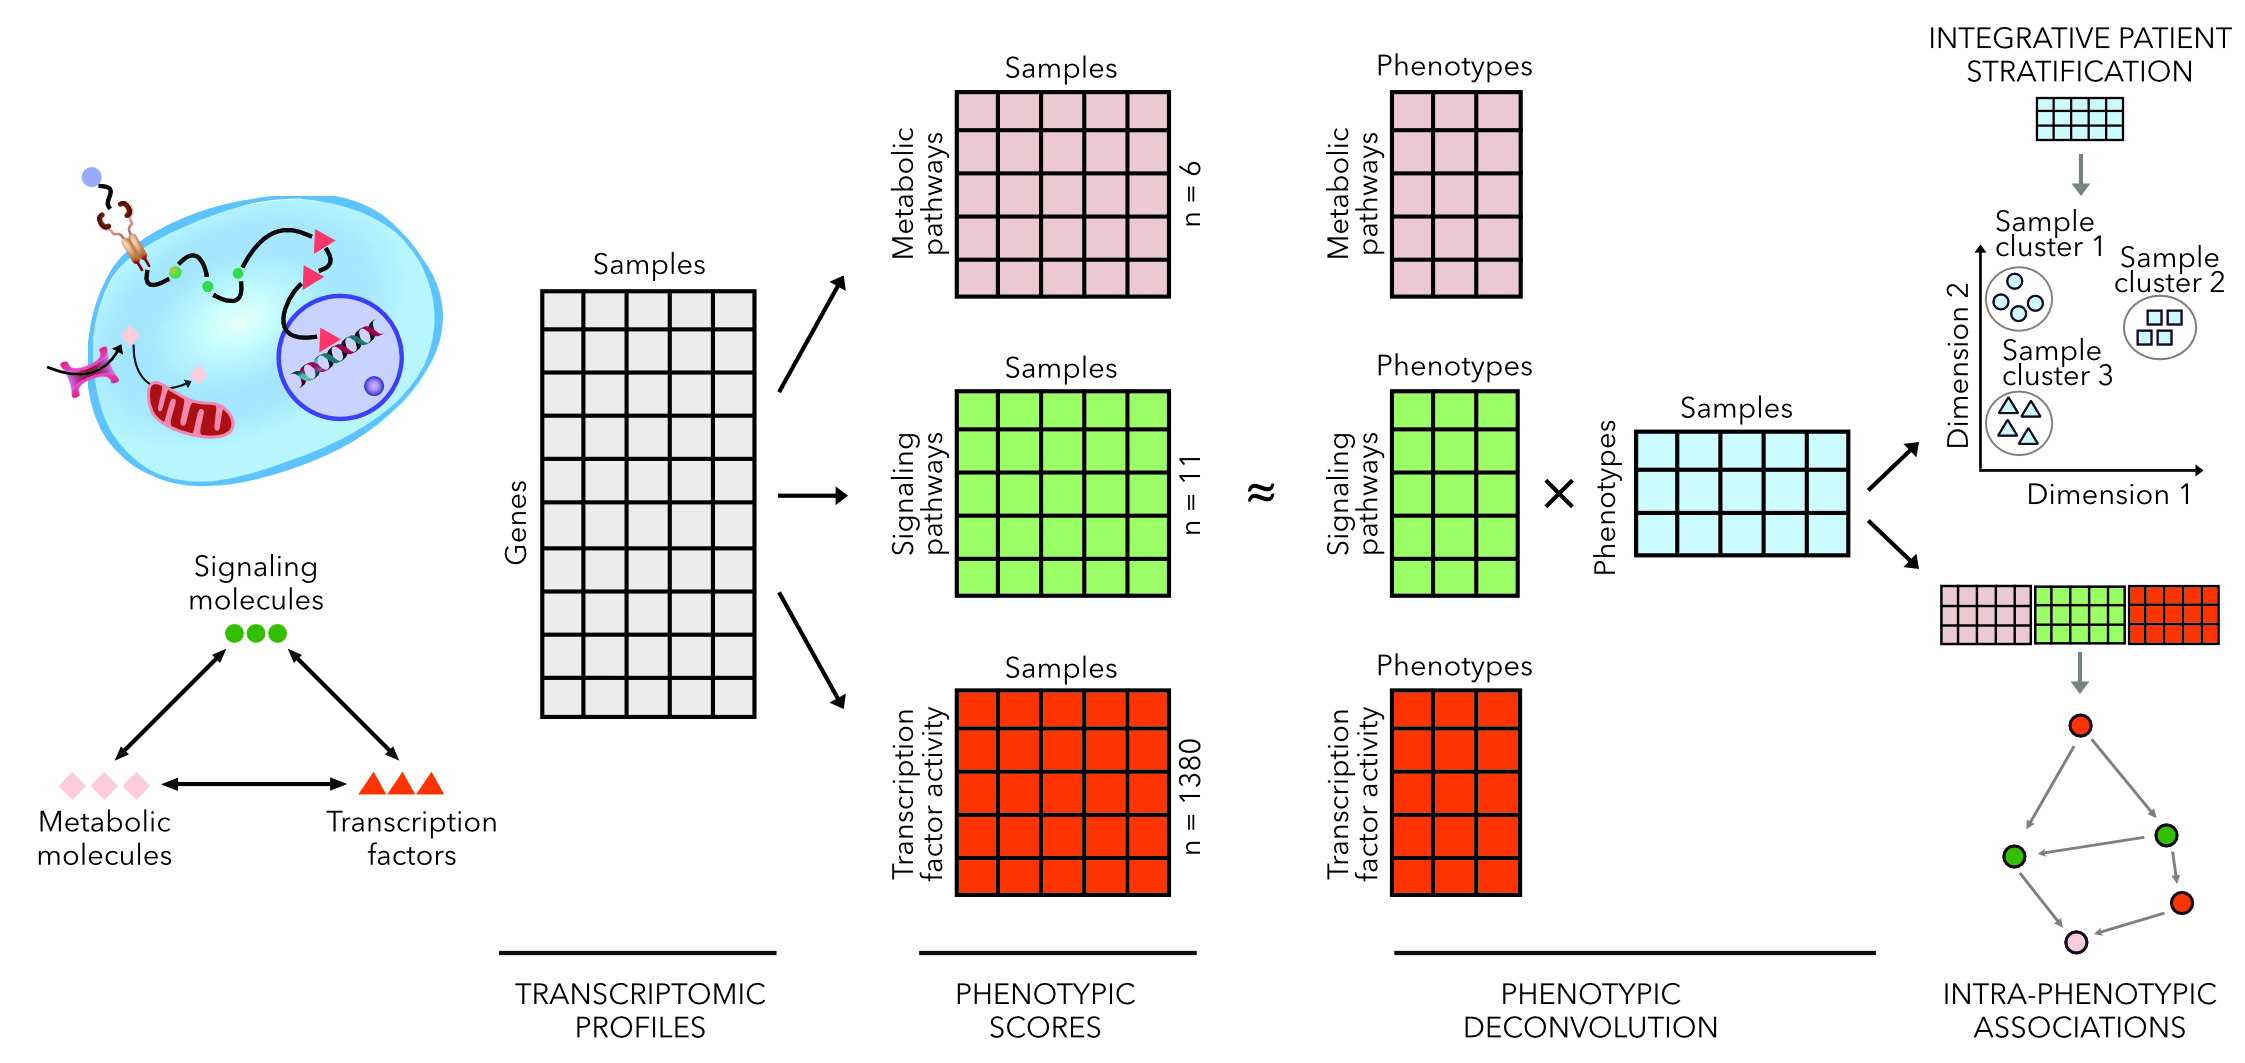 Signaling
molecules
Metabolic
molecules
Transcription
factors
Samples
Genes
TRANSCRIPTOMIC
PROFILES
Samples
Metabolic
pathways
n = 6
Samples
Signaling
pathways
n = 11
Samples
Transcription
factor activity
n = 1380
PHENOTYPIC
SCORES
≈
Phenotypes
Metabolic
pathways
Phenotypes
Signaling
pathways
Phenotypes
Transcription
factor activity
×
Samples
Phenotypes
PHENOTYPIC
DECONVOLUTION
INTEGRATIVE PATIENT
STRATIFICATION
Sample
cluster 1
Sample
cluster 2
Sample
cluster 3
Dimension 2
Dimension 1
INTRA-PHENOTYPIC
ASSOCIATIONS